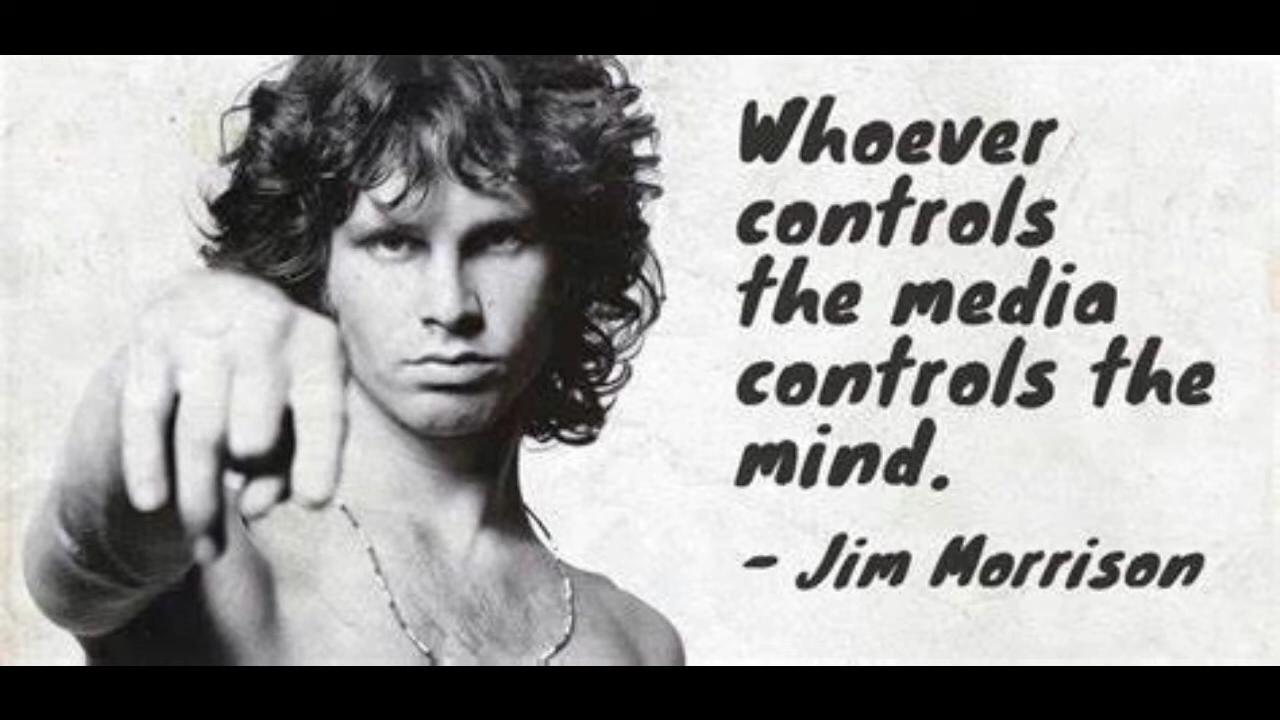 Whoever
controls
the media
controls the
mind.
- Jim Morrison